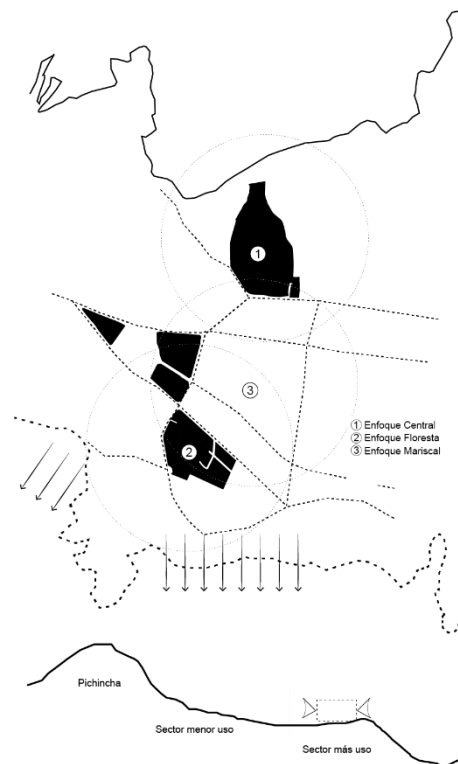 1
3
2
① Enfoque Central
② Enfoque Floresta
③ Enfoque Mariscal
Pichincha
Sector menor uso
Sector más uso